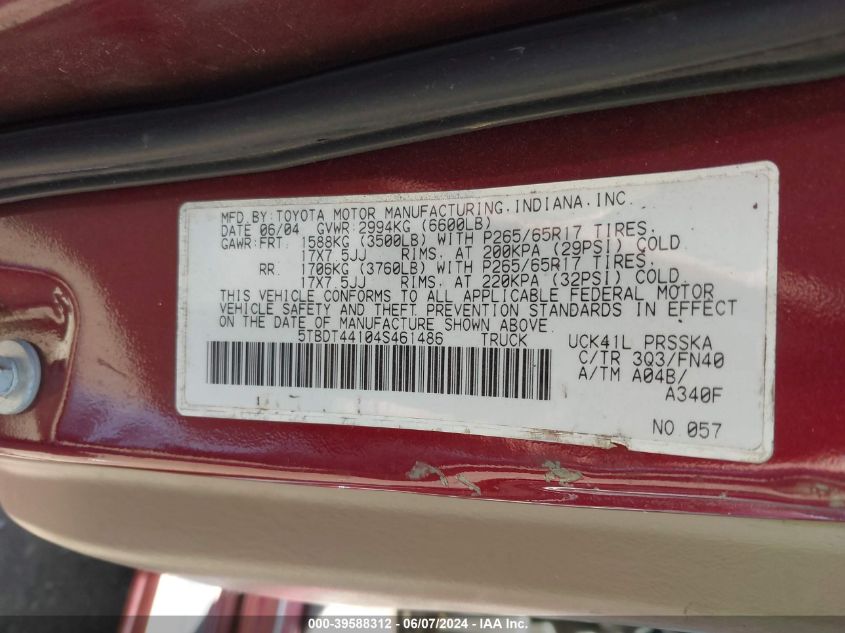 MFD.BY:TOYOTA MOTOR MANUFACTURING.INDIANA.INC.
DATE 06/04 GVWR:2994KG (6600LB)
GAWR:FRT 1588KG (3500LB) WITH P265/65R17 TIRES.
17X7.5JJ RIMS. AT 200KPA (29PSI) COLD
RR 1706KG (3760LB) WITH P265/65R17 TIRES.
17X7.5JJ RIMS. AT 220KPA (32PSI) COLD.
THIS VEHICLE CONFORMS TO ALL APPLICABLE FEDERAL MOTOR
VEHICLE SAFETY AND THEFT PREVENTION STANDARDS IN EFFECT
ON THE DATE OF MANUFACTURE SHOWN ABOVE.
5TBDT44104S461486 TRUCK UCK41L PRSSKA
C/TR 3Q3/FN40
A/TM A04B/
A340F
NO 057
000-39588312 - 06/07/2024 - IAA Inc.